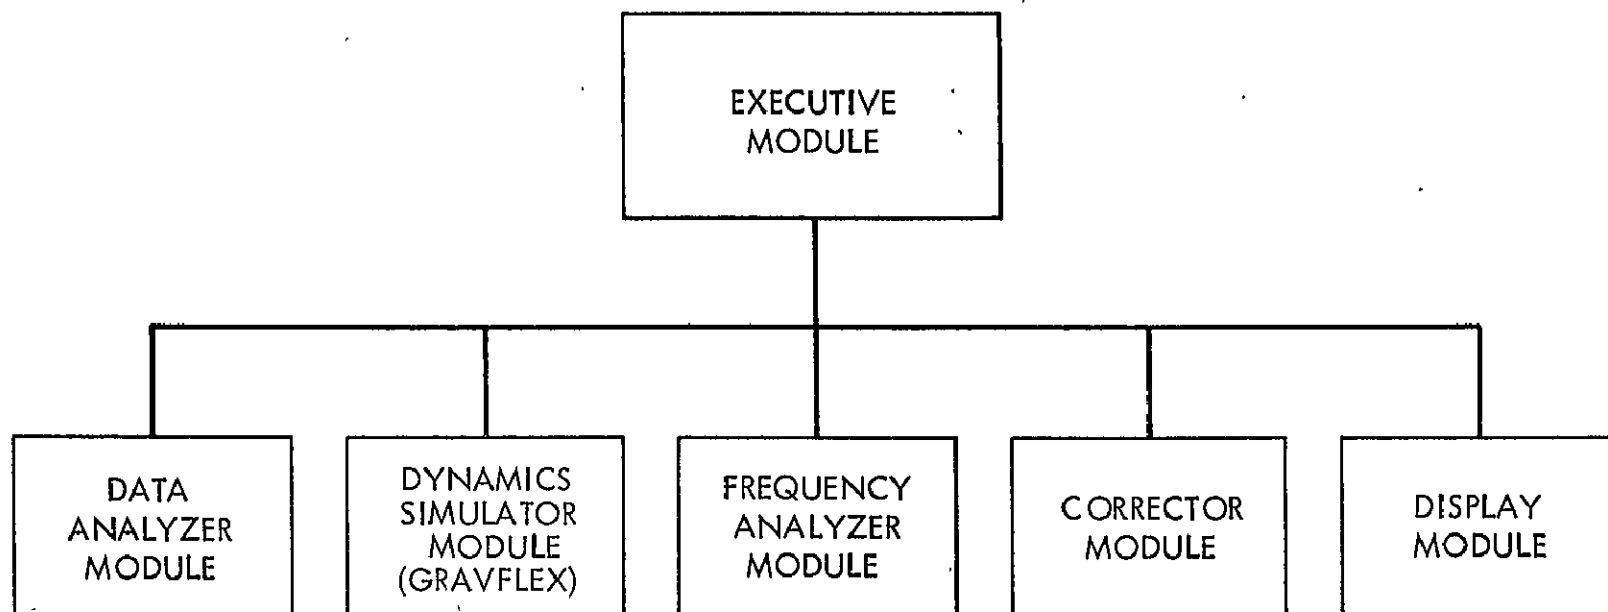 EXECUTIVE
MODULE
DATA
ANALYZER
MODULE
DYNAMICS
SIMULATOR
MODULE
(GRAVFLEX)
FREQUENCY
ANALYZER
MODULE
CORRECTOR
MODULE
DISPLAY
MODULE